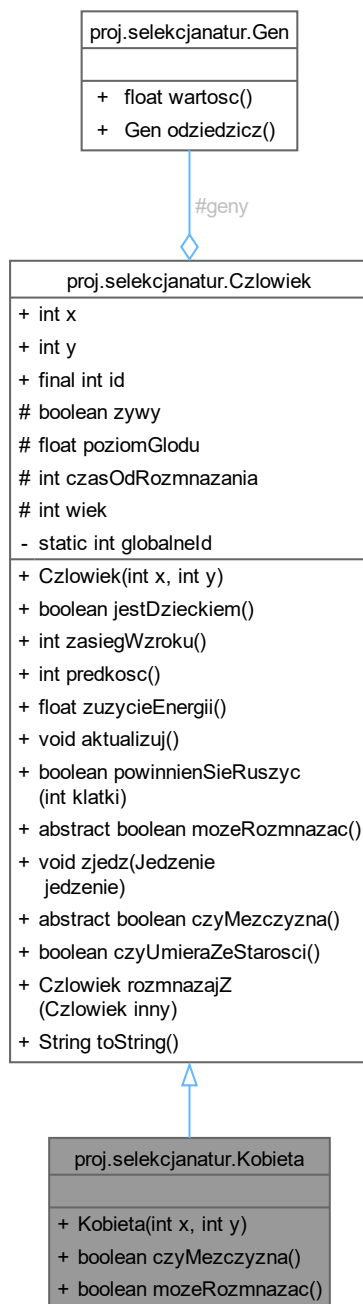 proj.selekcjanatur.Gen
+ float wartosc()
+ Gen odziedzicz()
#geny
proj.selekcjanatur.Czlowiek
+ int x
+ int y
+ final int id
# boolean zywy
# float poziomGlodu
# int czasOdRozmnazania
# int wiek
- static int globalneId
+ Czlowiek(int x, int y)
+ boolean jestDzieckiem()
+ int zasiegWzroku()
+ int predkosc()
+ float zuzycieEnergii()
+ void aktualizuj()
+ boolean powinnienSieRuszyc
(int klatki)
+ abstract boolean mozeRozmnazac()
+ void zjedz(Jedzenie
jedzenie)
+ abstract boolean czyMezczyzna()
+ boolean czyUmieraZeStarosci()
+ Czlowiek rozmnazajZ
(Czlowiek inny)
+ String toString()
proj.selekcjanatur.Kobieta
+ Kobieta(int x, int y)
+ boolean czyMezczyzna()
+ boolean mozeRozmnazac()